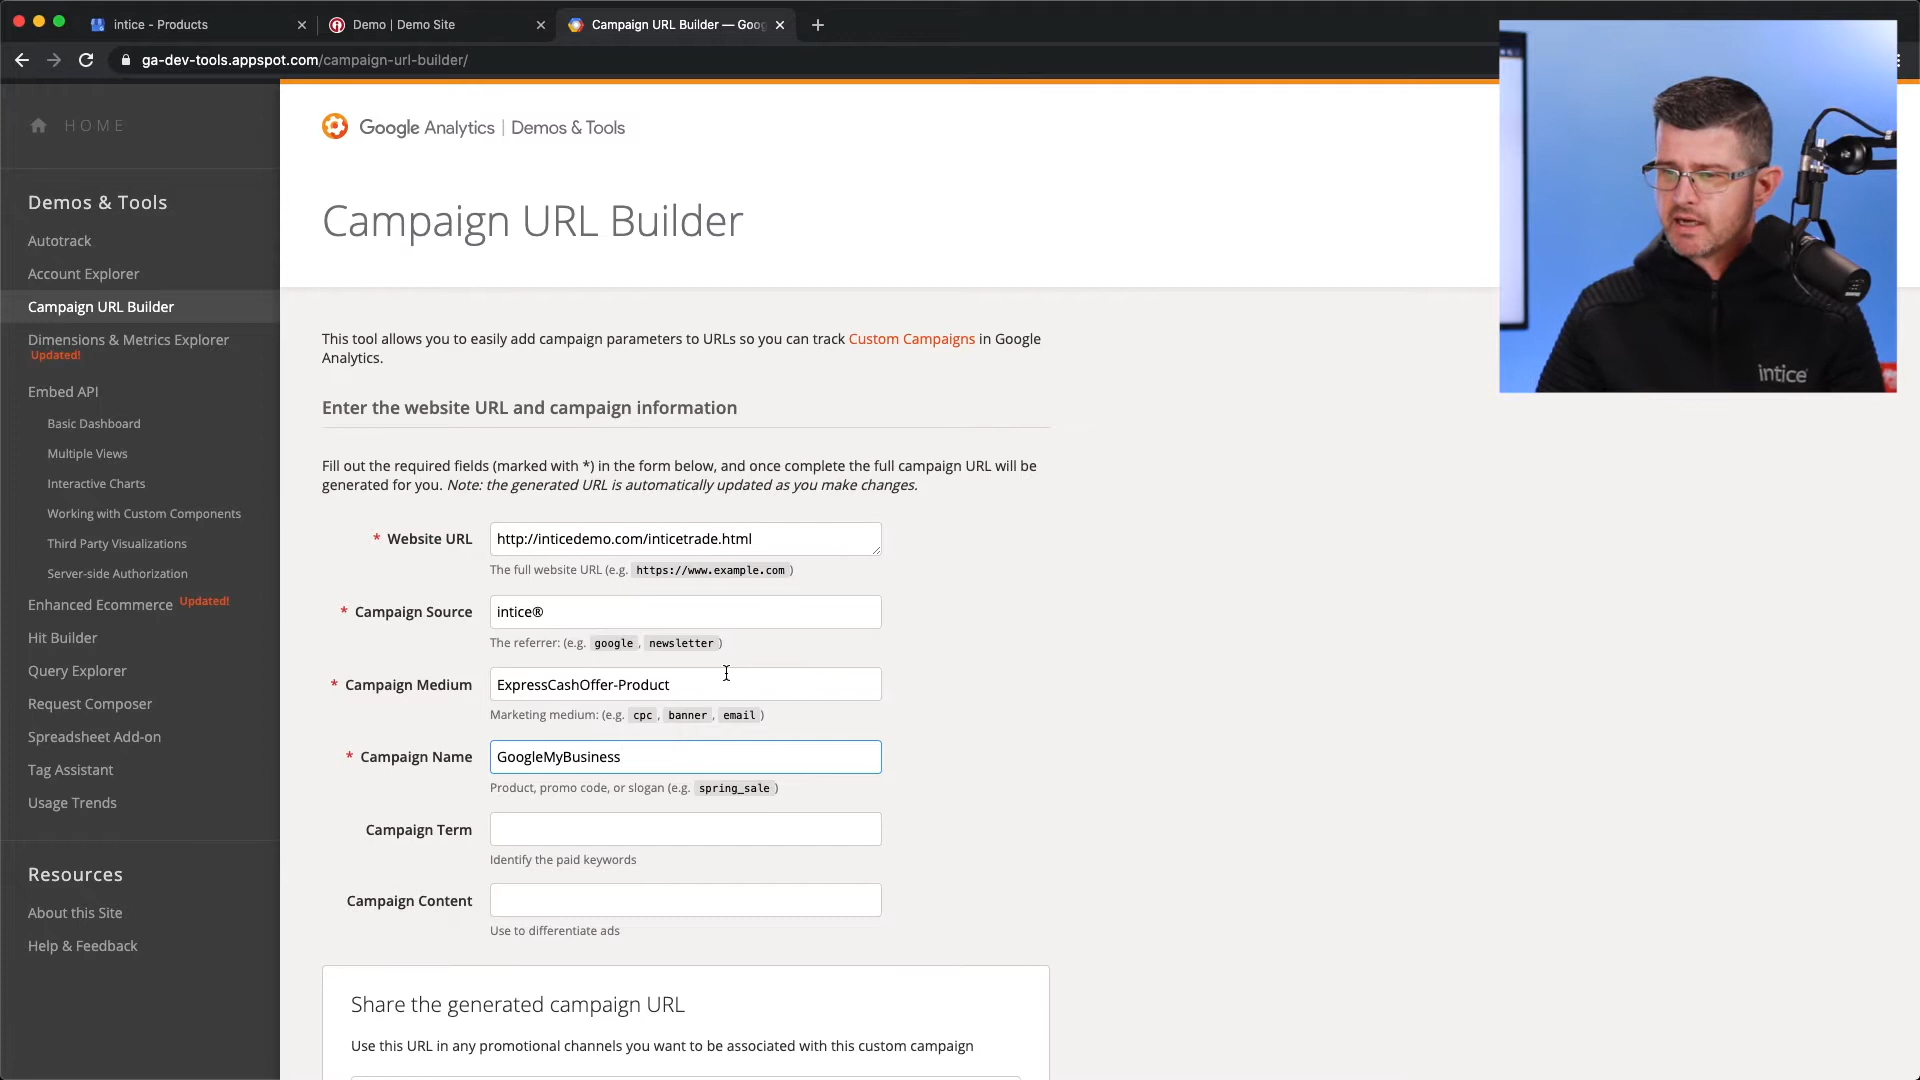 intice - Products
Demo | Demo Site
Campaign URL Builder — Goog
ga-dev-tools.appspot.com/campaign-url-builder/
HOME
Demos & Tools
Autotrack
Account Explorer
Campaign URL Builder
Dimensions & Metrics Explorer
Updated!
Embed API
Basic Dashboard
Multiple Views
Interactive Charts
Working with Custom Components
Third Party Visualizations
Server-side Authorization
Enhanced Ecommerce Updated!
Hit Builder
Query Explorer
Request Composer
Spreadsheet Add-on
Tag Assistant
Usage Trends
Resources
About this Site
Help & Feedback
Google Analytics | Demos & Tools
Campaign URL Builder
This tool allows you to easily add campaign parameters to URLs so you can track Custom Campaigns in Google
Analytics.
Enter the website URL and campaign information
Fill out the required fields (marked with *) in the form below, and once complete the full campaign URL will be
generated for you. Note: the generated URL is automatically updated as you make changes.
* Website URL http://inticedemo.com/inticetrade.html
The full website URL (e.g. https://www.example.com )
* Campaign Source intice®
The referrer: (e.g. google , newsletter )
* Campaign Medium ExpressCashOffer-Product
Marketing medium: (e.g. cpc , banner , email )
* Campaign Name GoogleMyBusiness
Product, promo code, or slogan (e.g. spring_sale )
Campaign Term
Identify the paid keywords
Campaign Content
Use to differentiate ads
Share the generated campaign URL
Use this URL in any promotional channels you want to be associated with this custom campaign
intice